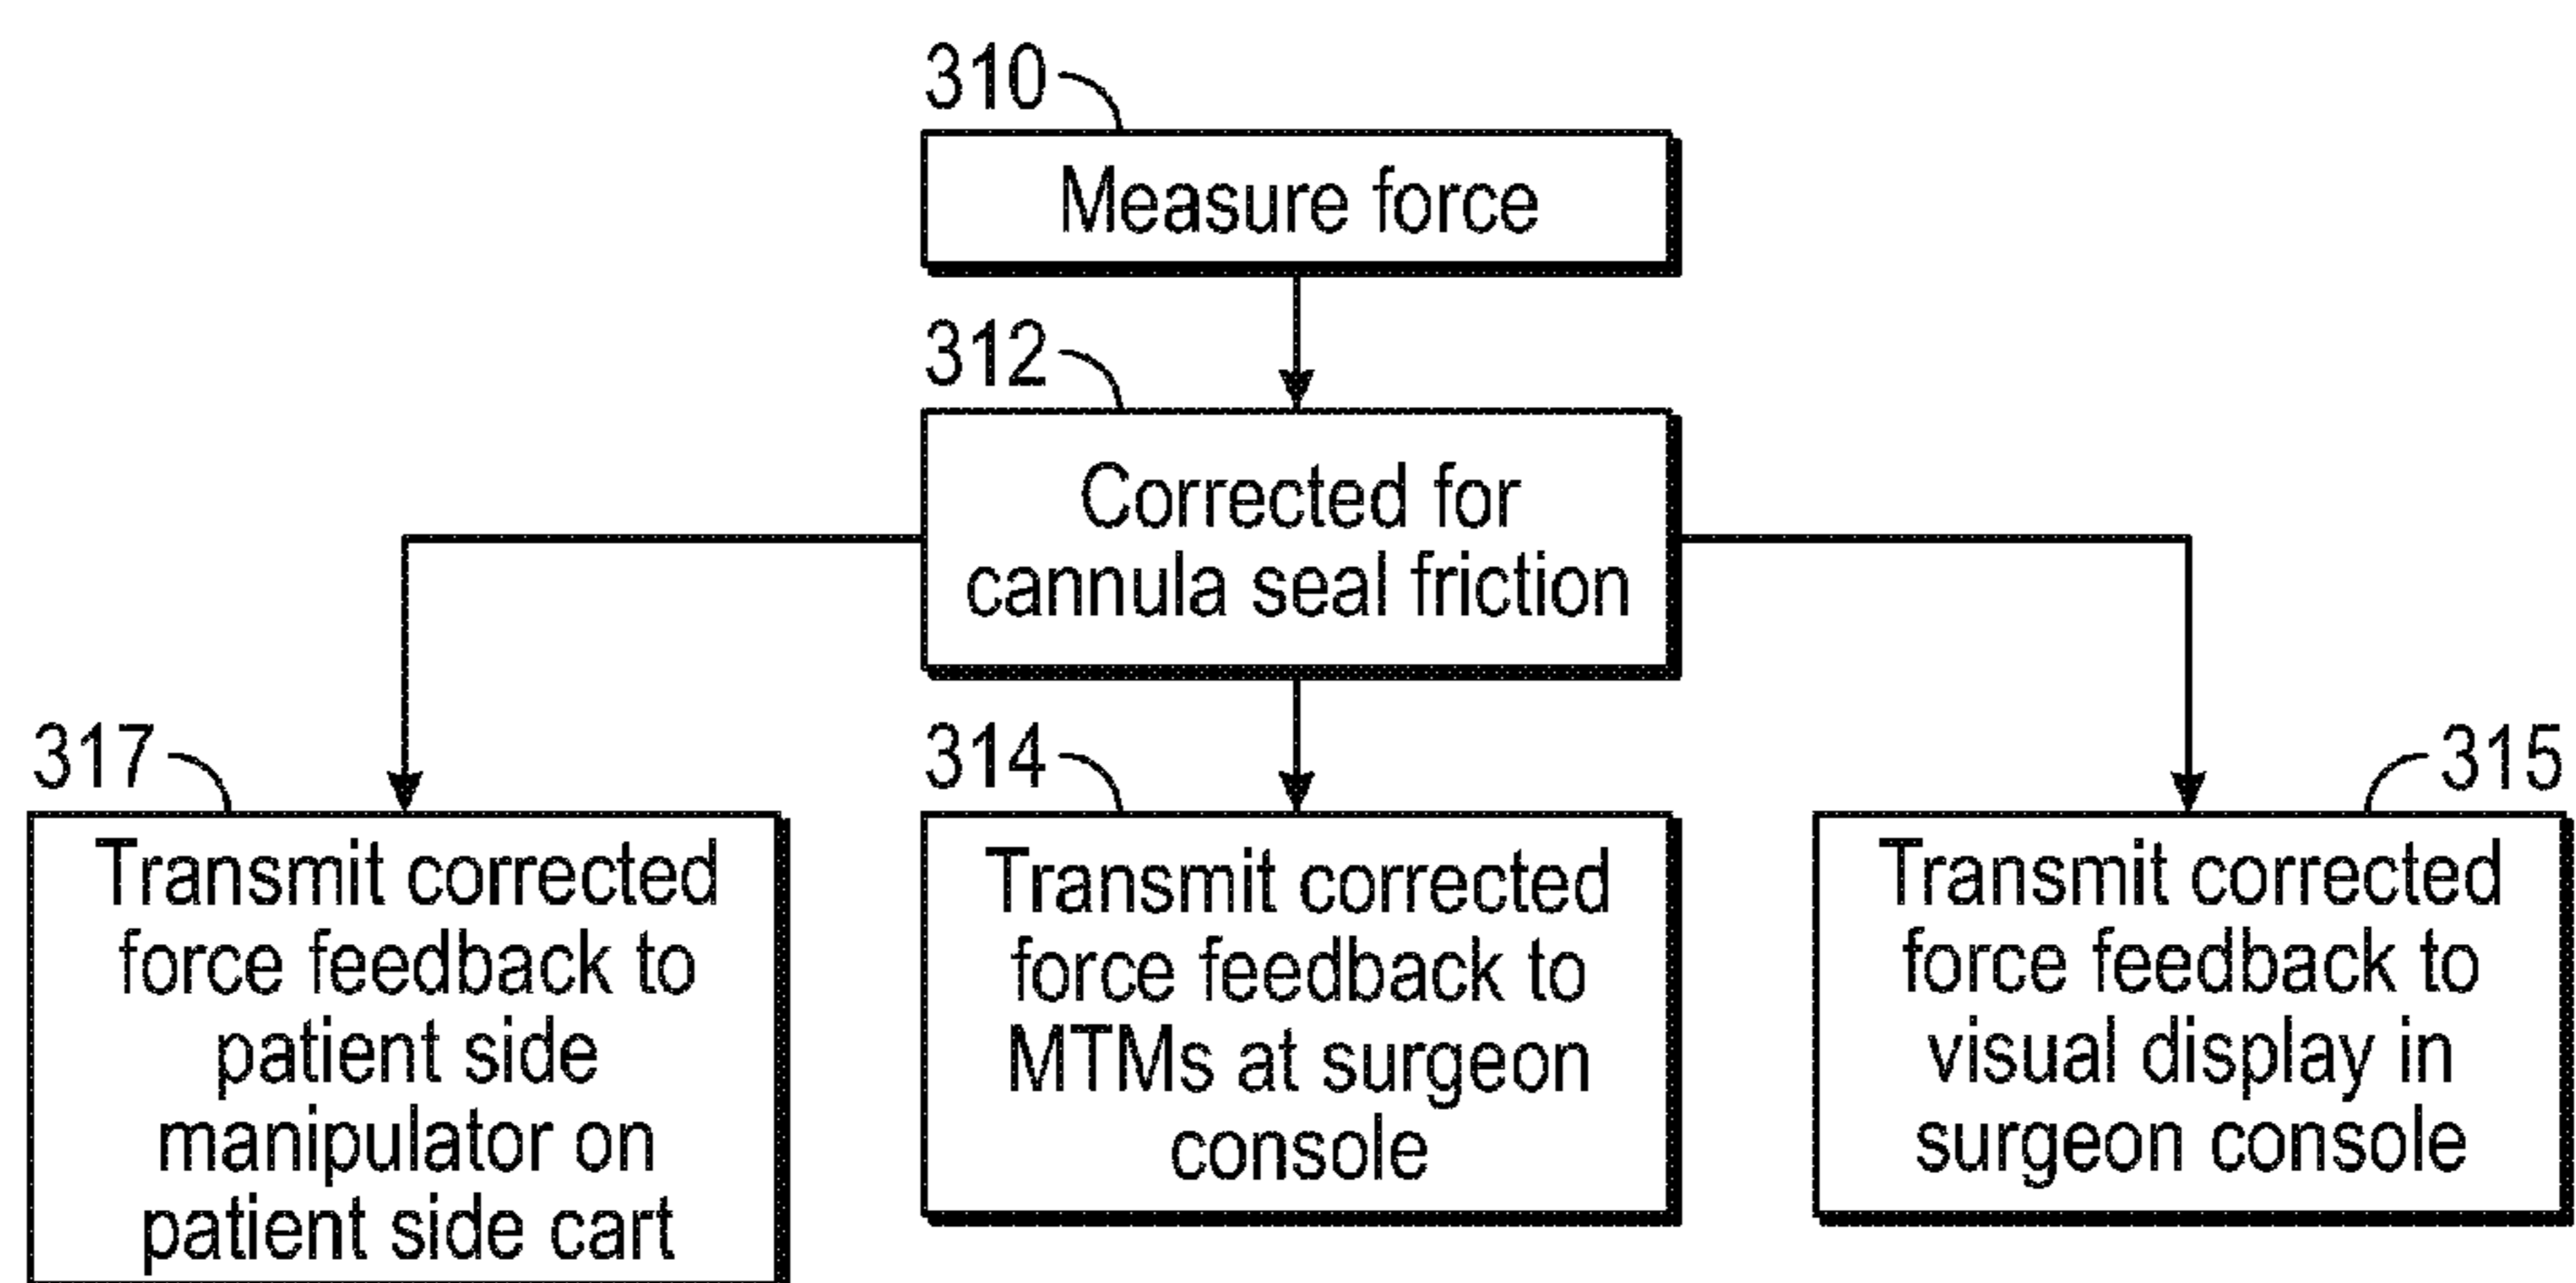 310
Measure force
312
Corrected for
cannula seal friction
317
Transmit corrected
force feedback to
patient side
manipulator on
patient side cart
314
Transmit corrected
force feedback to
MTMs at surgeon
console
315
Transmit corrected
force feedback to
visual display in
surgeon console